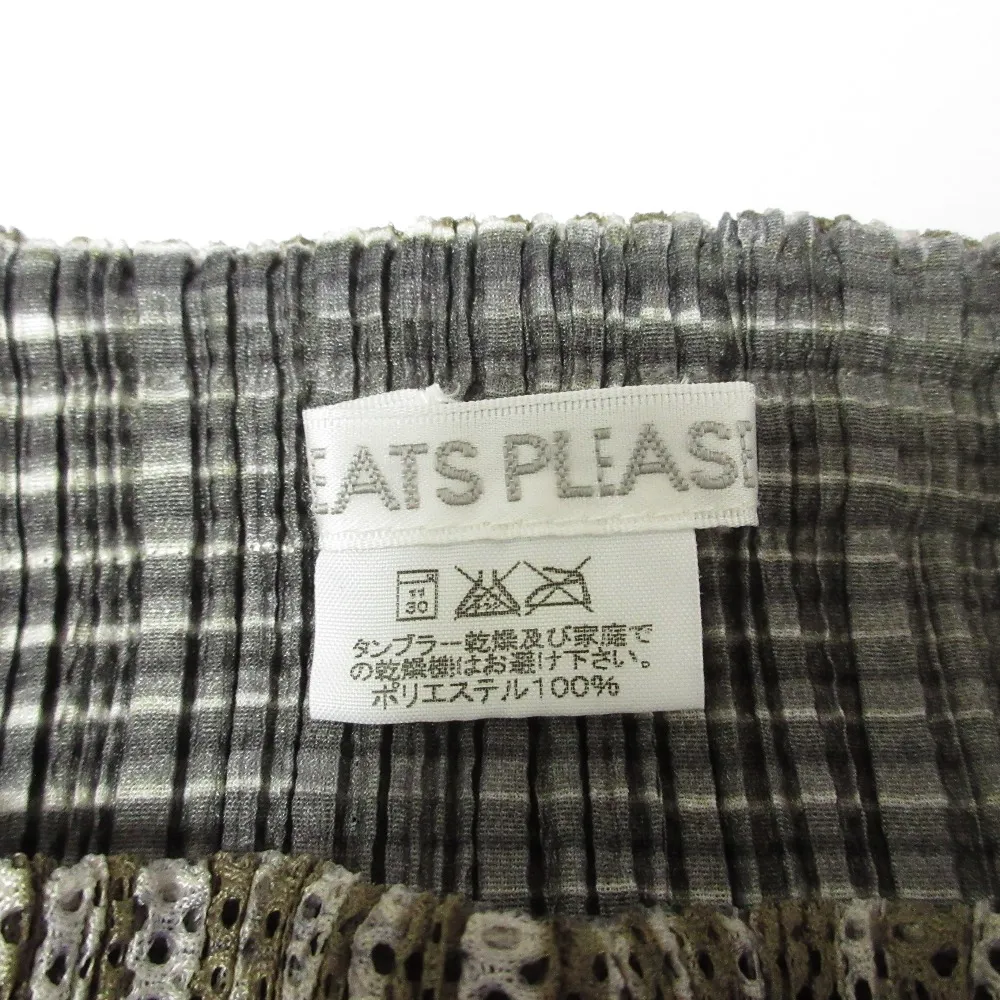 EATS PLEASE
11
30
タンブラー乾燥及び家庭で
の乾燥機はお避け下さい。
ポリエステル100%